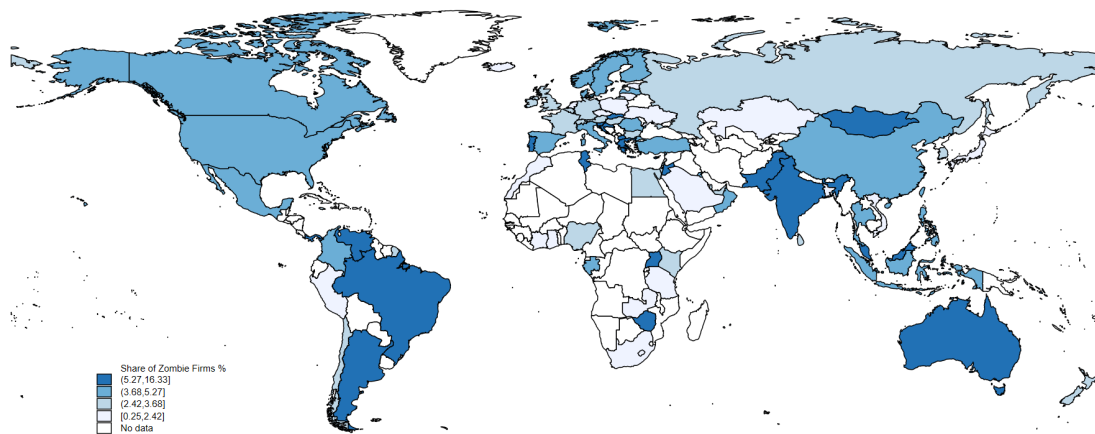 Share of Zombie Firms %
(5.27,16.33]
(3.68,5.27]
(2.42,3.68]
[0.25,2.42]
No data